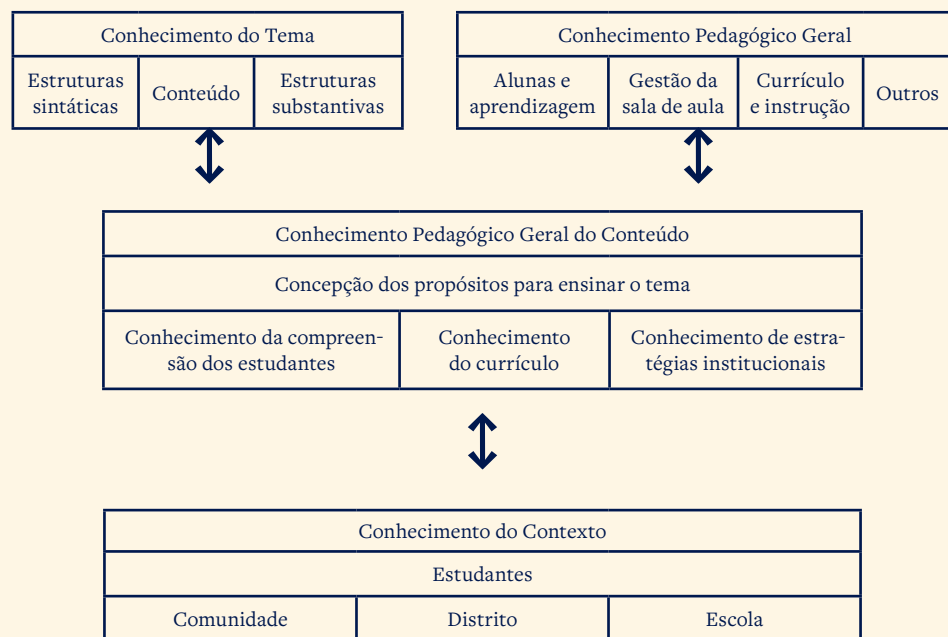 Conhecimento do Tema
Estruturas
sintáticas
Conteúdo
Estruturas
substantivas
Conhecimento Pedagógico Geral
Alunas e
aprendizagem
Gestão da
sala de aula
Currículo
e instrução
Outros
Conhecimento Pedagógico Geral do Conteúdo
Concepção dos propósitos para ensinar o tema
Conhecimento da compreen-
são dos estudantes
Conhecimento
do currículo
Conhecimento de estra-
tégias institucionais
Conhecimento do Contexto
Estudantes
Comunidade
Distrito
Escola